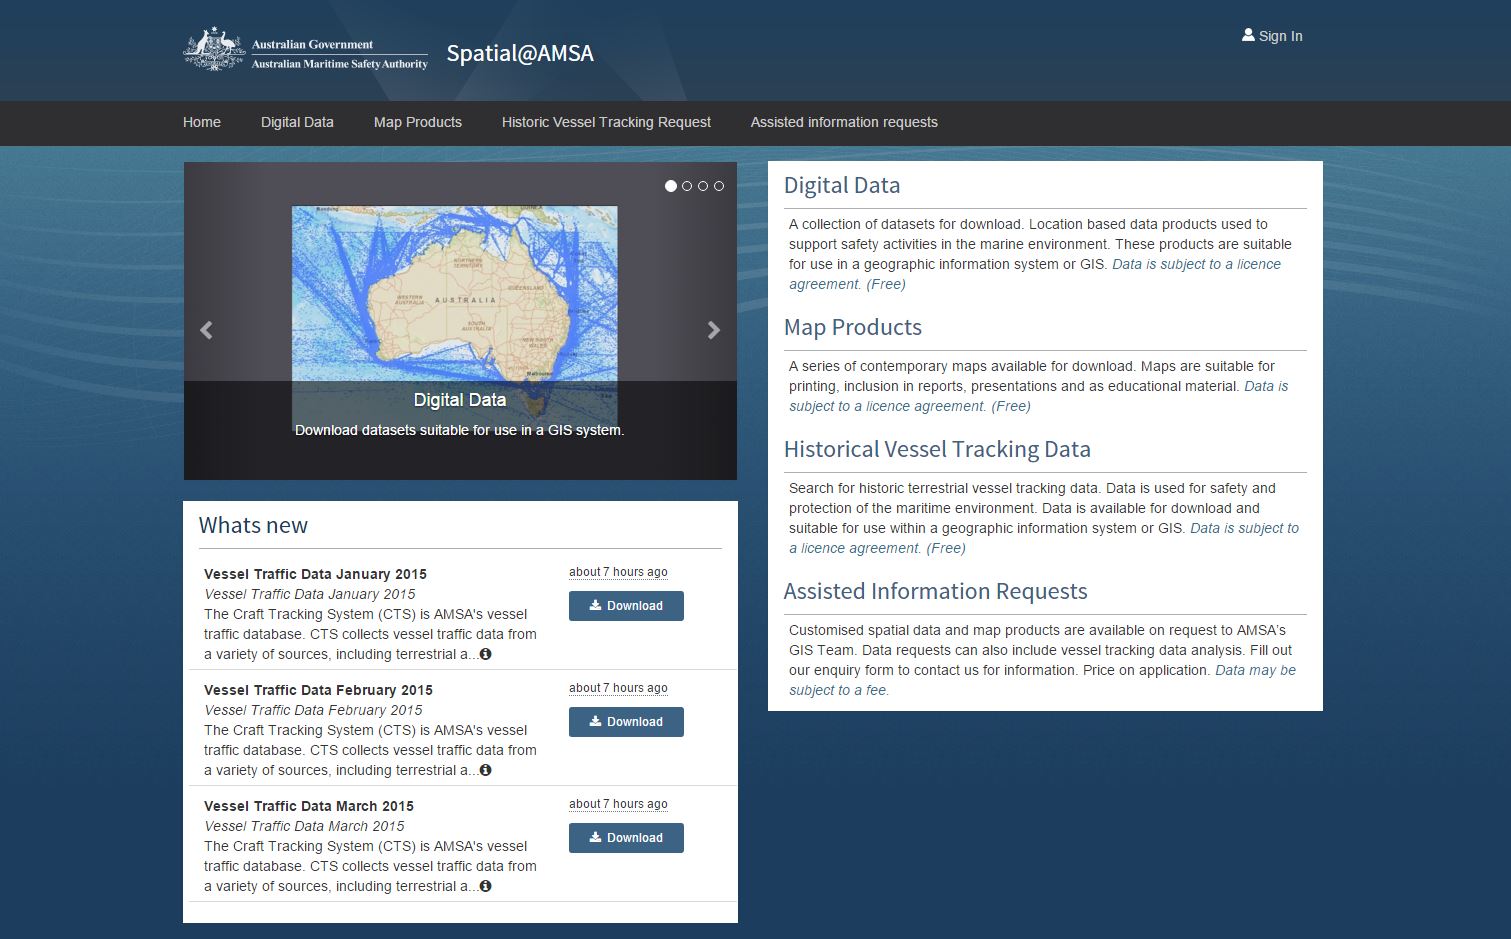 Australian Government
Australian Maritime Safety Authority
Spatial@AMSA
Sign In
Home
Digital Data
Map Products
Historic Vessel Tracking Request
Assisted information requests
NORTHERN
TERRITORY
QUEENSLAND
WESTERN
AUSTRALIA
AUSTRALIA
SOUTH
AUSTRALIA
NEW SOUTH
WALES
Melbourne
Digital Data
Download datasets suitable for use in a GIS system.
Whats new
Vessel Traffic Data January 2015
Vessel Traffic Data January 2015
The Craft Tracking System (CTS) is AMSA's vessel
traffic database. CTS collects vessel traffic data from
a variety of sources, including terrestrial a...
about 7 hours ago
Download
Vessel Traffic Data February 2015
Vessel Traffic Data February 2015
The Craft Tracking System (CTS) is AMSA's vessel
traffic database. CTS collects vessel traffic data from
a variety of sources, including terrestrial a...
about 7 hours ago
Download
Vessel Traffic Data March 2015
Vessel Traffic Data March 2015
The Craft Tracking System (CTS) is AMSA's vessel
traffic database. CTS collects vessel traffic data from
a variety of sources, including terrestrial a...
about 7 hours ago
Download
Digital Data
A collection of datasets for download. Location based data products used to
support safety activities in the marine environment. These products are suitable
for use in a geographic information system or GIS. Data is subject to a licence
agreement. (Free)
Map Products
A series of contemporary maps available for download. Maps are suitable for
printing, inclusion in reports, presentations and as educational material. Data is
subject to a licence agreement. (Free)
Historical Vessel Tracking Data
Search for historic terrestrial vessel tracking data. Data is used for safety and
protection of the maritime environment. Data is available for download and
suitable for use within a geographic information system or GIS. Data is subject to
a licence agreement. (Free)
Assisted Information Requests
Customised spatial data and map products are available on request to AMSA's
GIS Team. Data requests can also include vessel tracking data analysis. Fill out
our enquiry form to contact us for information. Price on application. Data may be
subject to a fee.